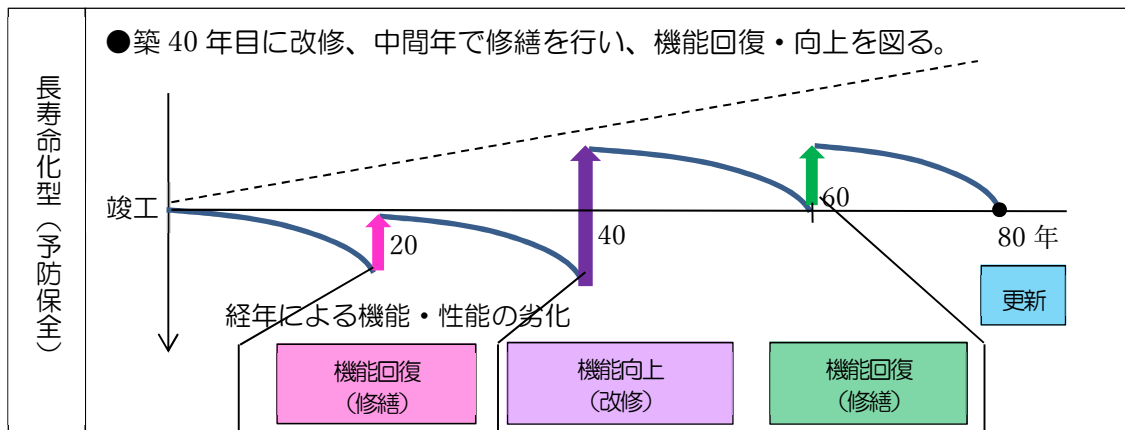 ●築 40 年目に改修、中間年で修繕を行い、機能回復・向上を図る。
長寿命化型（予防保全）
竣工
20
40
60
80 年
経年による機能・性能の劣化
更新
機能回復
（修繕）
機能向上
（改修）
機能回復
（修繕）